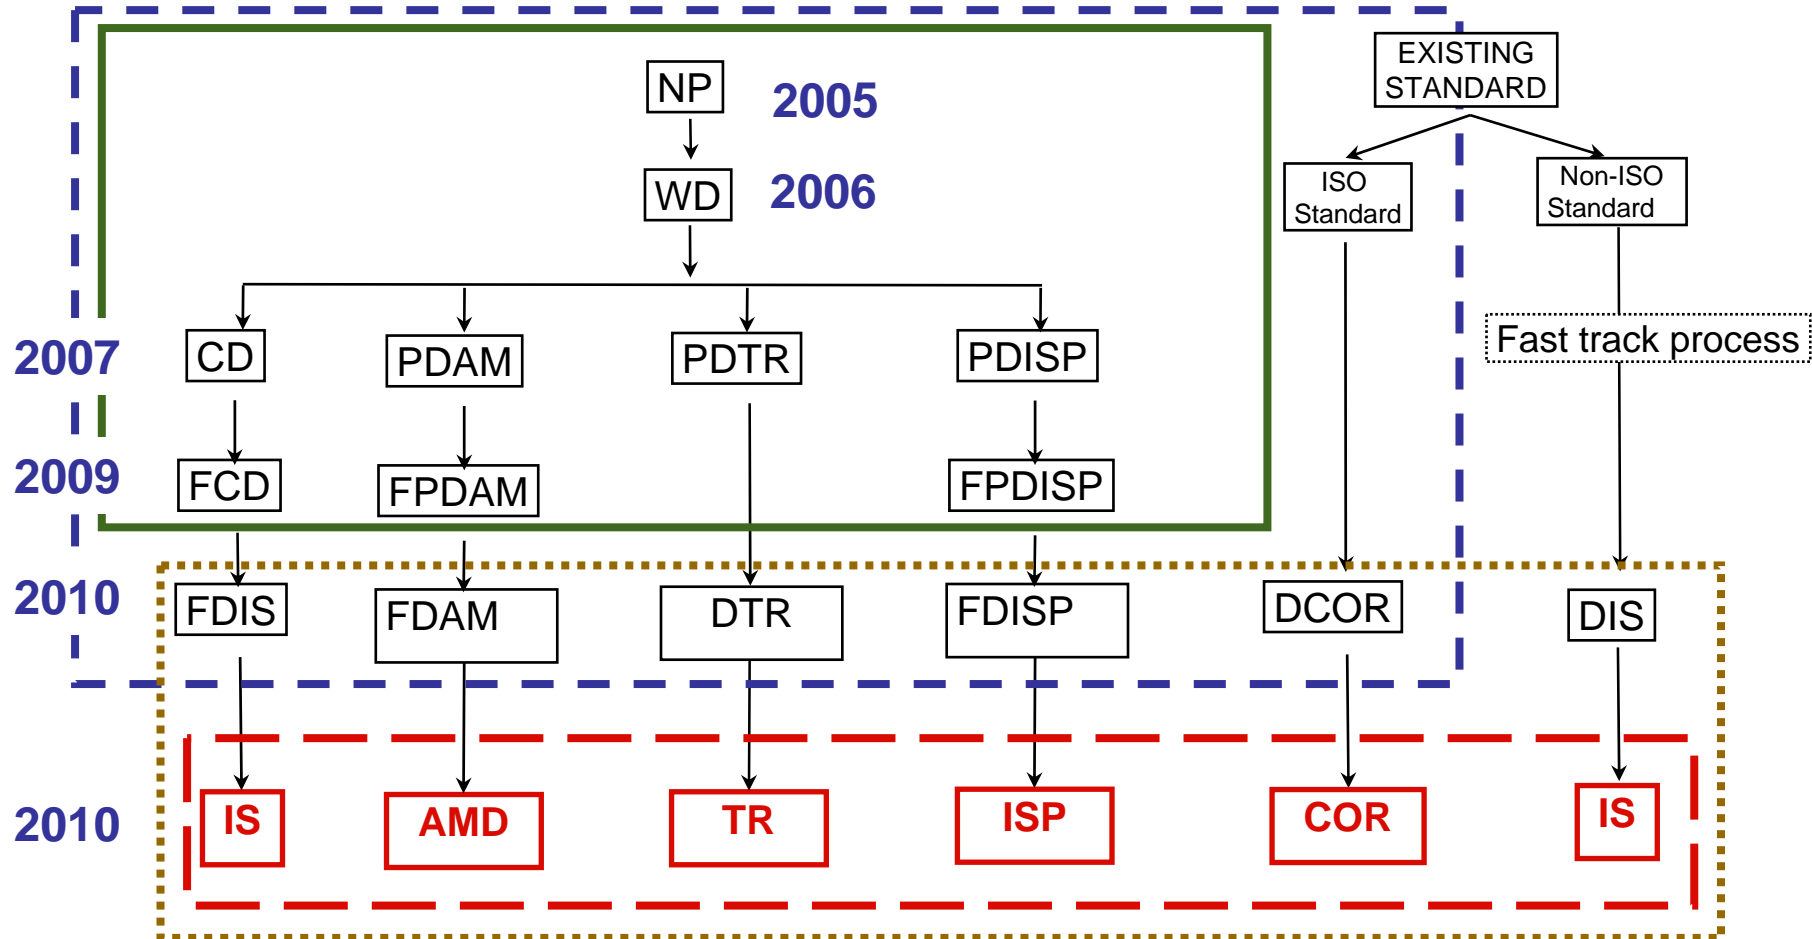 EXISTING
STANDARD
NP
2005
WD
2006
ISO
Standard
Non-ISO
Standard
2007
CD
PDAM
PDTR
PDISP
Fast track process
2009
FCD
FPDAM
FPDISP
2010
FDIS
FDAM
DTR
FDISP
DCOR
DIS
2010
IS
AMD
TR
ISP
COR
IS